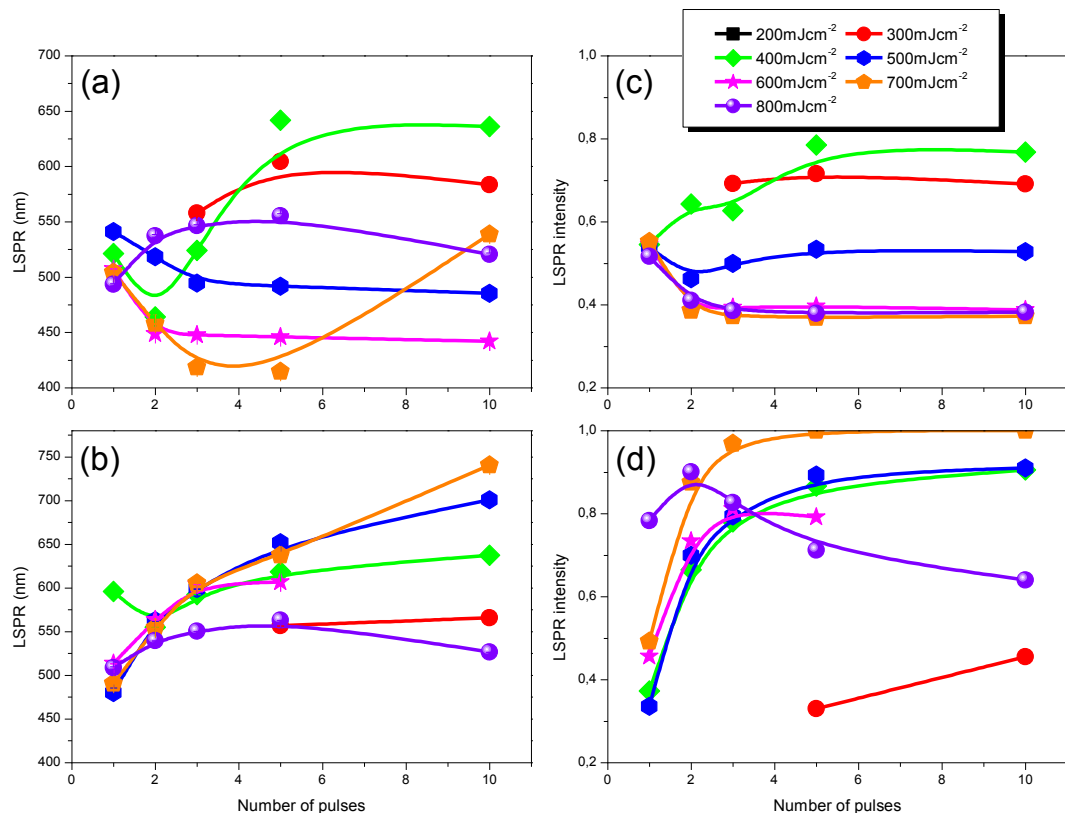 200mJcm⁻² 300mJcm⁻²
400mJcm⁻² 500mJcm⁻²
600mJcm⁻² 700mJcm⁻²
800mJcm⁻²
(a)
LSPR (nm)
700
650
600
550
500
450
400
0 2 4 6 8 10
(c)
LSPR intensity
1,0
0,8
0,6
0,4
0,2
0 2 4 6 8 10
(b)
LSPR (nm)
750
700
650
600
550
500
450
400
0 2 4 6 8 10
Number of pulses
(d)
LSPR intensity
1,0
0,8
0,6
0,4
0,2
0 2 4 6 8 10
Number of pulses